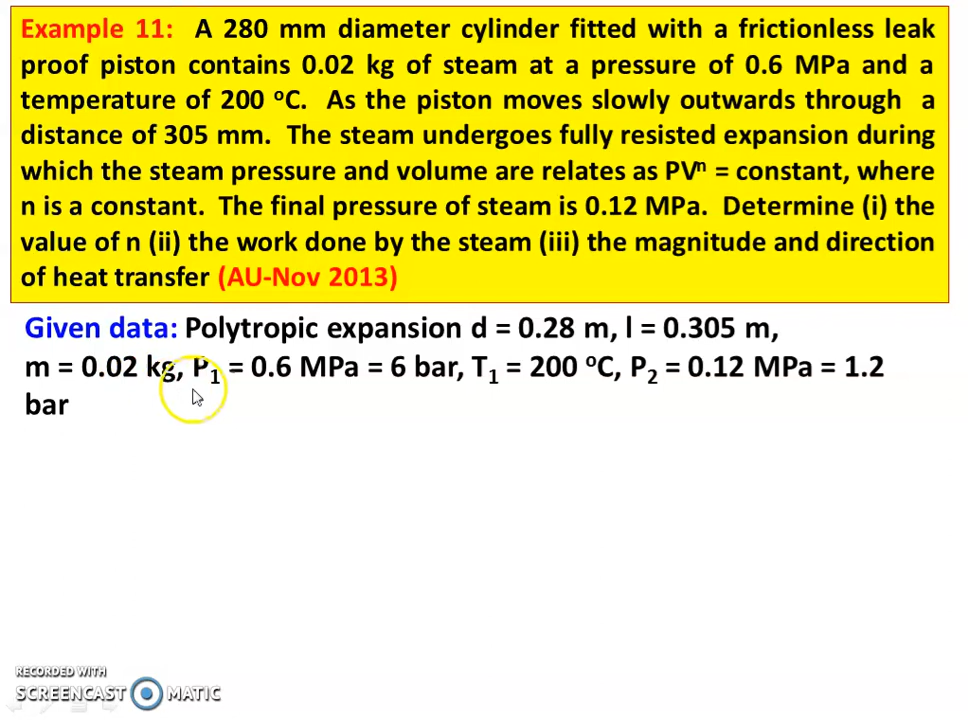 Example 11: A 280 mm diameter cylinder fitted with a frictionless leak
proof piston contains 0.02 kg of steam at a pressure of 0.6 MPa and a
temperature of 200 ᵒC. As the piston moves slowly outwards through a
distance of 305 mm. The steam undergoes fully resisted expansion during
which the steam pressure and volume are relates as PVⁿ = constant, where
n is a constant. The final pressure of steam is 0.12 MPa. Determine (i) the
value of n (ii) the work done by the steam (iii) the magnitude and direction
of heat transfer (AU-Nov 2013)
Given data: Polytropic expansion d = 0.28 m, l = 0.305 m,
m = 0.02 kg, P₁ = 0.6 MPa = 6 bar, T₁ = 200 ᵒC, P₂ = 0.12 MPa = 1.2
bar
RECORDED WITH
SCREENCAST MATIC